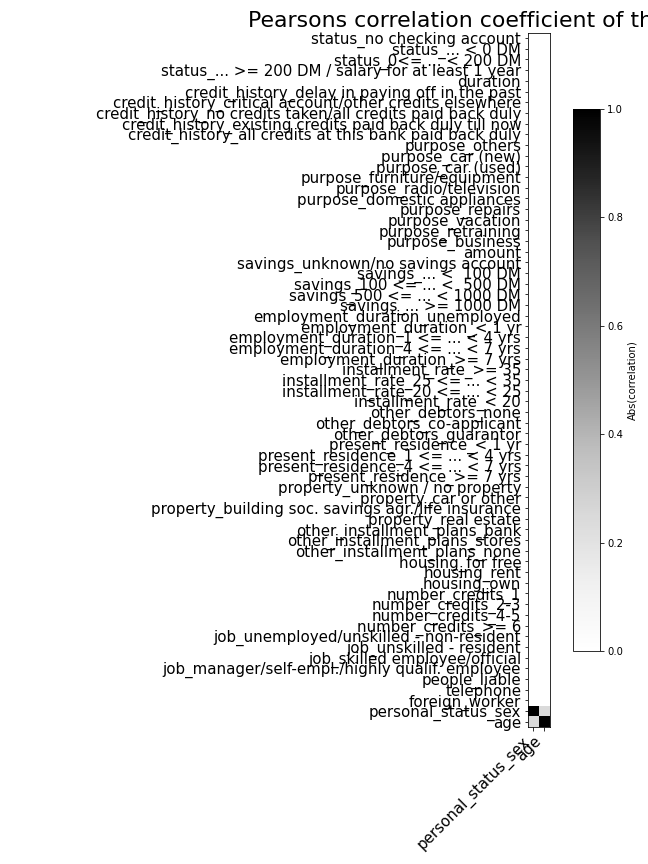 Pearsons correlation coefficient of th
status_no checking account
status_... < 0 DM
status_0<= ... < 200 DM
status_... >= 200 DM / salary for at least 1 year
duration
credit_history_delay in paying off in the past
credit_history_critical account/other credits elsewhere
credit_history_no credits taken/all credits paid back duly
credit_history_existing credits paid back duly till now
credit_history_all credits at this bank paid back duly
purpose_others
purpose_car (new)
purpose_car (used)
purpose_furniture/equipment
purpose_radio/television
purpose_domestic appliances
purpose_repairs
purpose_vacation
purpose_retraining
purpose_business
amount
savings_unknown/no savings account
savings_... <  100 DM
savings_100 <= ... <  500 DM
savings_500 <= ... < 1000 DM
savings_... >= 1000 DM
employment_duration_unemployed
employment_duration_< 1 yr
employment_duration_1 <= ... < 4 yrs
employment_duration_4 <= ... < 7 yrs
employment_duration_>= 7 yrs
installment_rate_>= 35
installment_rate_25 <= ... < 35
installment_rate_20 <= ... < 25
installment_rate_< 20
other_debtors_none
other_debtors_co-applicant
other_debtors_guarantor
present_residence_< 1 yr
present_residence_1 <= ... < 4 yrs
present_residence_4 <= ... < 7 yrs
present_residence_>= 7 yrs
property_unknown / no property
property_car or other
property_building soc. savings agr./life insurance
property_real estate
other_installment_plans_bank
other_installment_plans_stores
other_installment_plans_none
housing_for free
housing_rent
housing_own
number_credits_1
number_credits_2-3
number_credits_4-5
number_credits_>= 6
job_unemployed/unskilled - non-resident
job_unskilled - resident
job_skilled employee/official
job_manager/self-empl./highly qualif. employee
people_liable
telephone
foreign_worker
personal_status_sex
age
personal_status_sex
age
1.0
0.8
0.6
0.4
0.2
0.0
Abs(correlation)